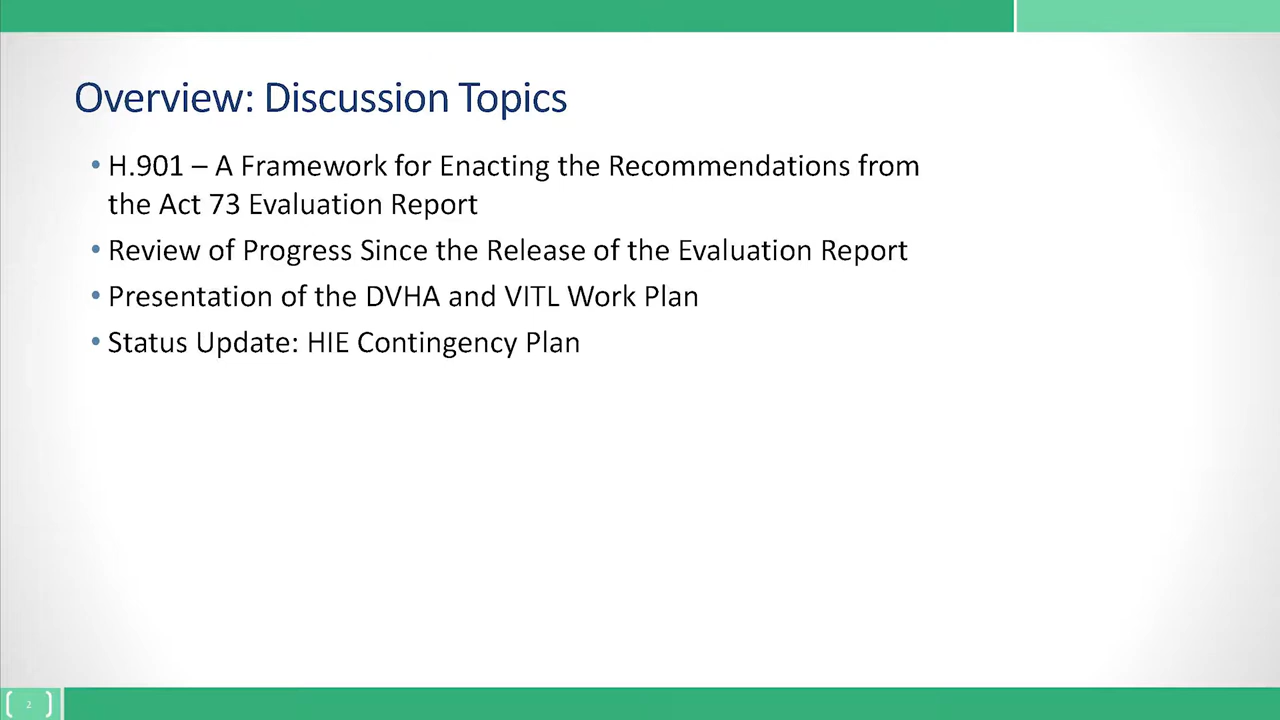 Overview: Discussion Topics
• H.901 – A Framework for Enacting the Recommendations from
the Act 73 Evaluation Report
• Review of Progress Since the Release of the Evaluation Report
• Presentation of the DVHA and VITL Work Plan
• Status Update: HIE Contingency Plan
2